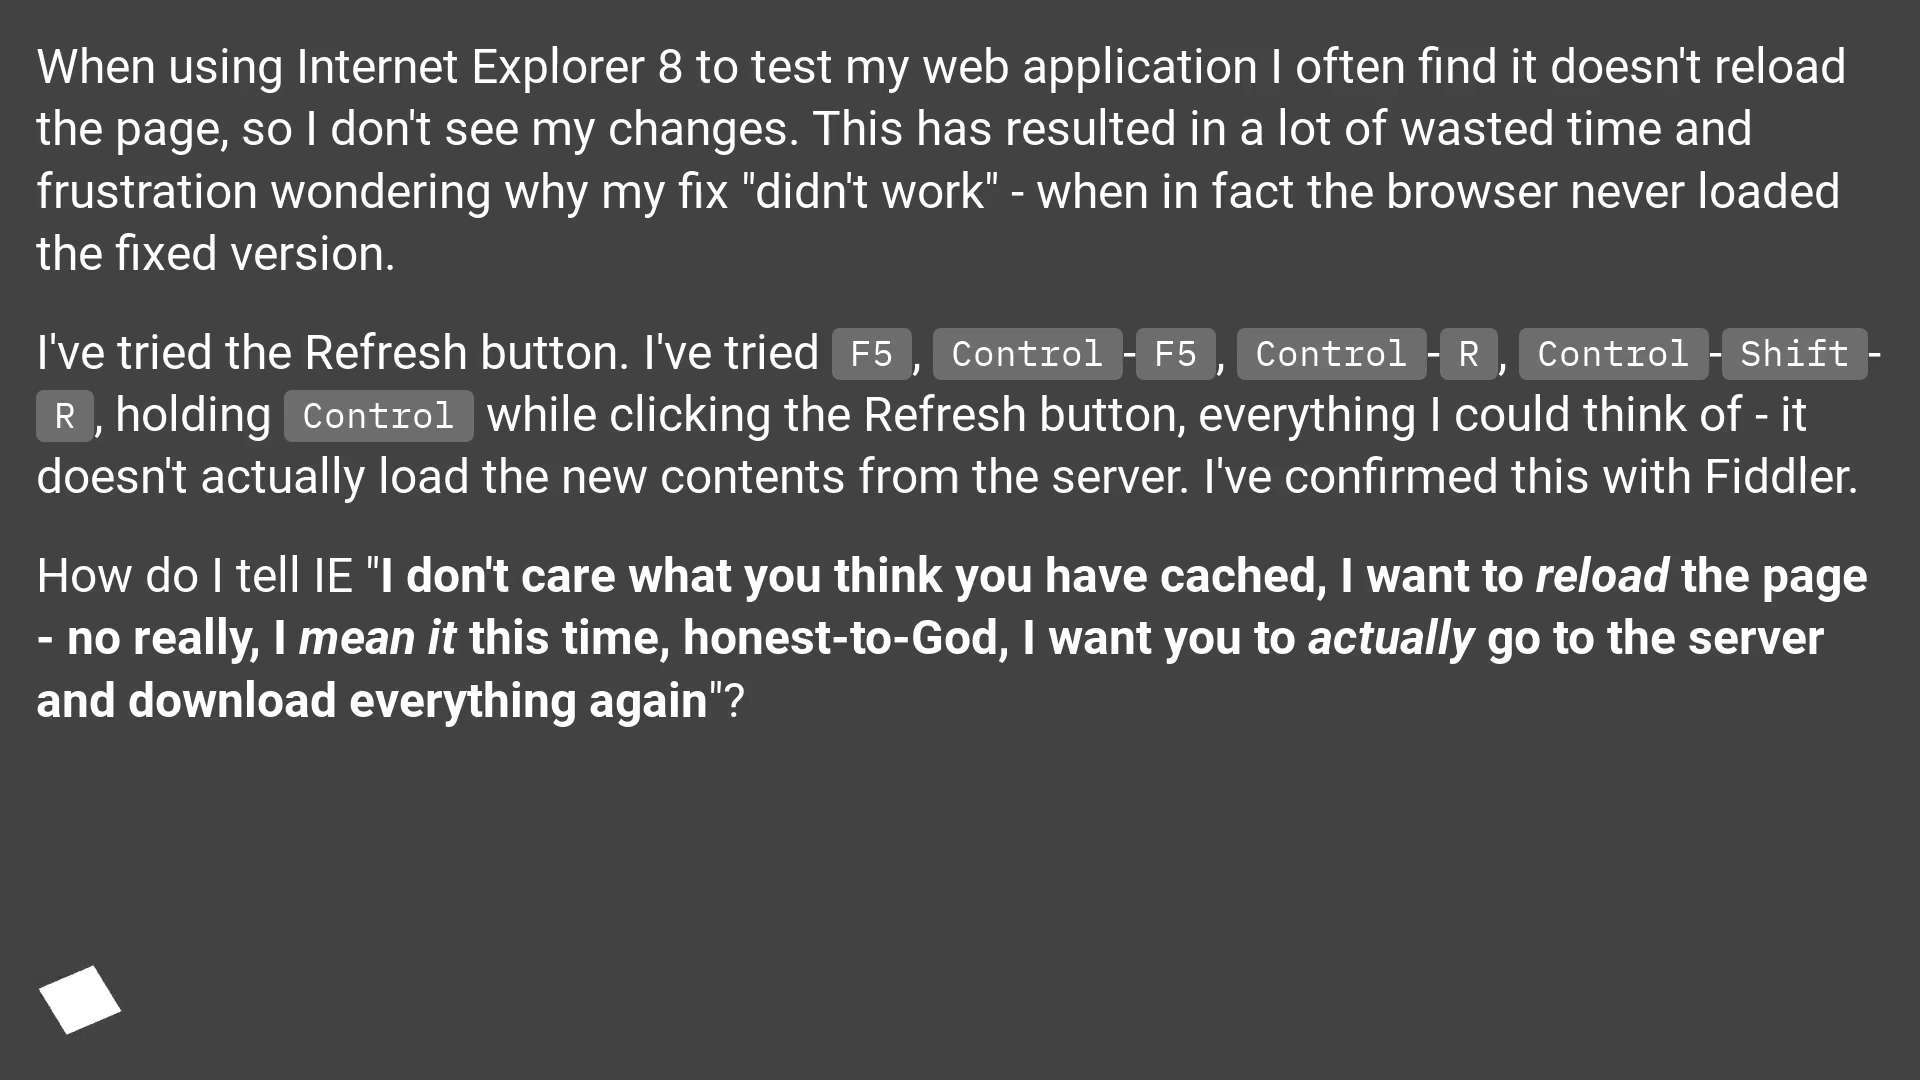 When using Internet Explorer 8 to test my web application I often find it doesn't reload
the page, so I don't see my changes. This has resulted in a lot of wasted time and
frustration wondering why my fix "didn't work" - when in fact the browser never loaded
the fixed version.
I've tried the Refresh button. I've tried F5, Control-F5, Control-R, Control-Shift-
R, holding Control while clicking the Refresh button, everything I could think of - it
doesn't actually load the new contents from the server. I've confirmed this with Fiddler.
How do I tell IE "I don't care what you think you have cached, I want to reload the page
- no really, I mean it this time, honest-to-God, I want you to actually go to the server
and download everything again"?